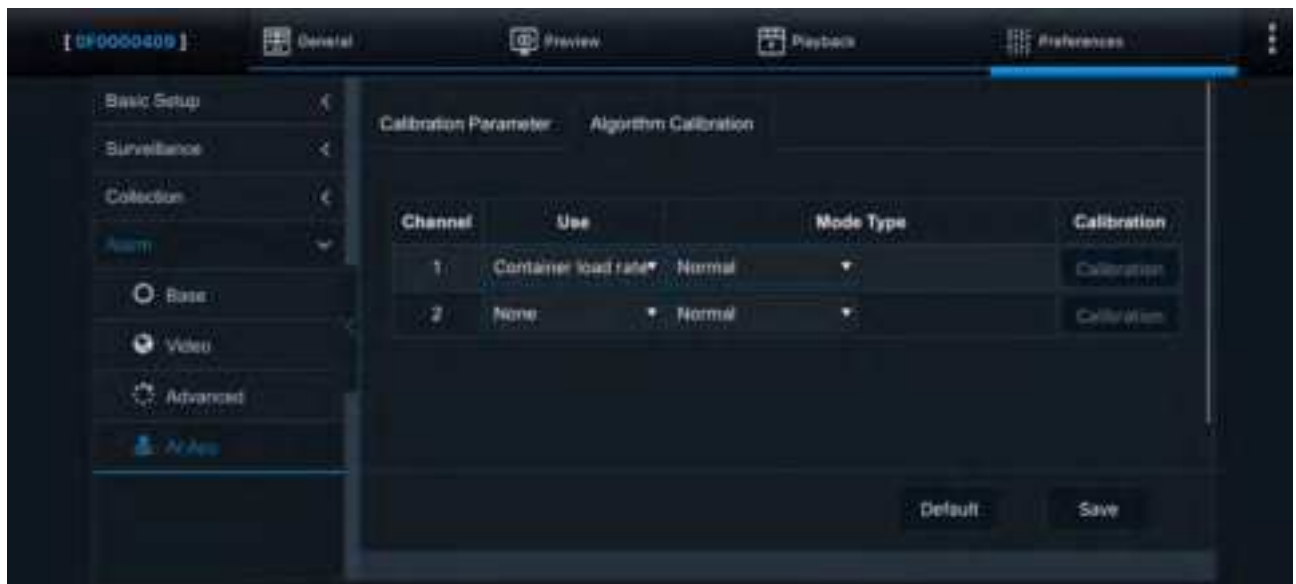 [ 0F0000409 ] General Preview Playback Preferences
Basic Setup
Surveillance
Collection
Alarm
Base
Video
Advanced
AI App
Calibration Parameter Algorithm Calibration
Channel Use Mode Type Calibration
1 Container load rate Normal Calibration
2 None Normal Calibration
Default Save